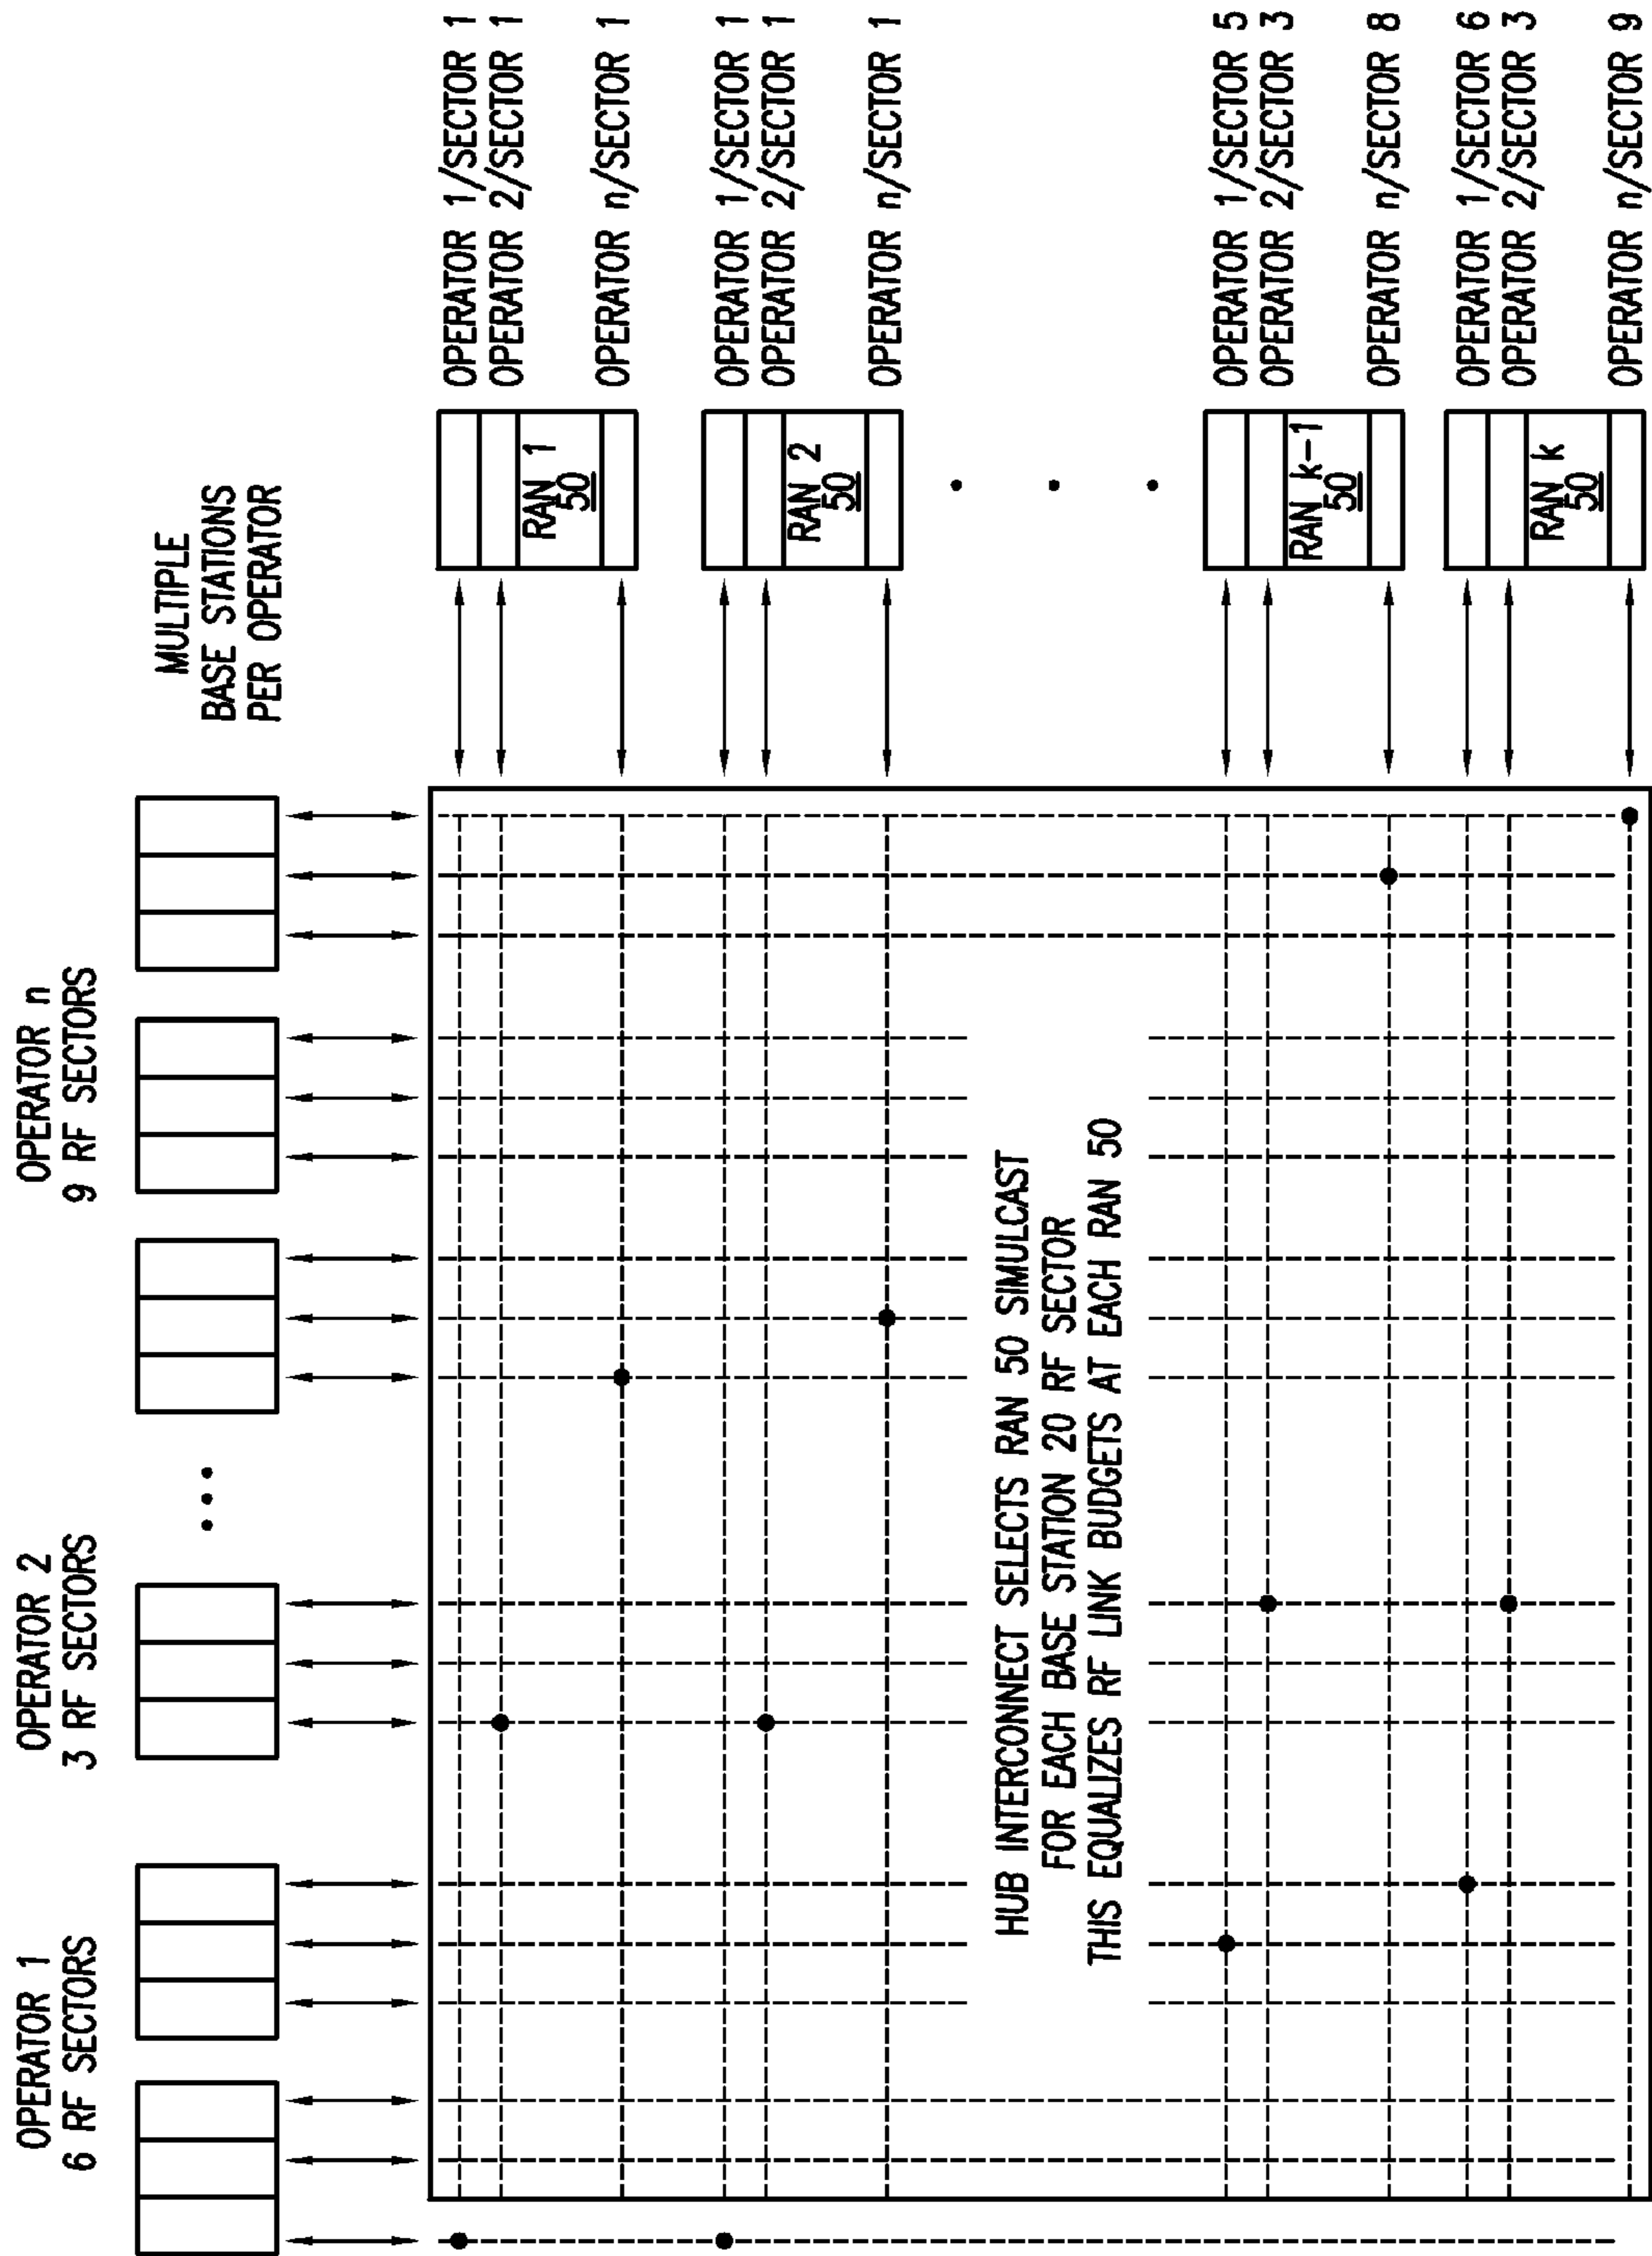 OPERATOR 1
6 RF SECTORS
OPERATOR 2
3 RF SECTORS
OPERATOR n
9 RF SECTORS
MULTIPLE
BASE STATIONS
PER OPERATOR
OPERATOR 1/SECTOR 1
OPERATOR 2/SECTOR 1
RAN 1
50
OPERATOR n/SECTOR 1
OPERATOR 1/SECTOR 1
OPERATOR 2/SECTOR 1
RAN 2
50
OPERATOR n/SECTOR 1
HUB INTERCONNECT SELECTS RAN 50 SIMULCAST
FOR EACH BASE STATION 20 RF SECTOR
THIS EQUALIZES RF LINK BUDGETS AT EACH RAN 50
OPERATOR 1/SECTOR 5
OPERATOR 2/SECTOR 3
RAN k-1
50
OPERATOR n/SECTOR 8
OPERATOR 1/SECTOR 6
OPERATOR 2/SECTOR 3
RAN k
50
OPERATOR n/SECTOR 9